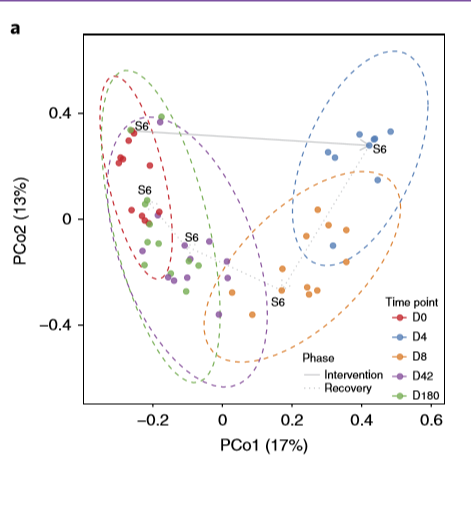 a
PCo2 (13%)
0.4
0
−0.4
S6
S6
S6
S6
S6
Time point
D0
D4
D8
D42
D180
Phase
Intervention
Recovery
−0.2
0
0.2
0.4
0.6
PCo1 (17%)